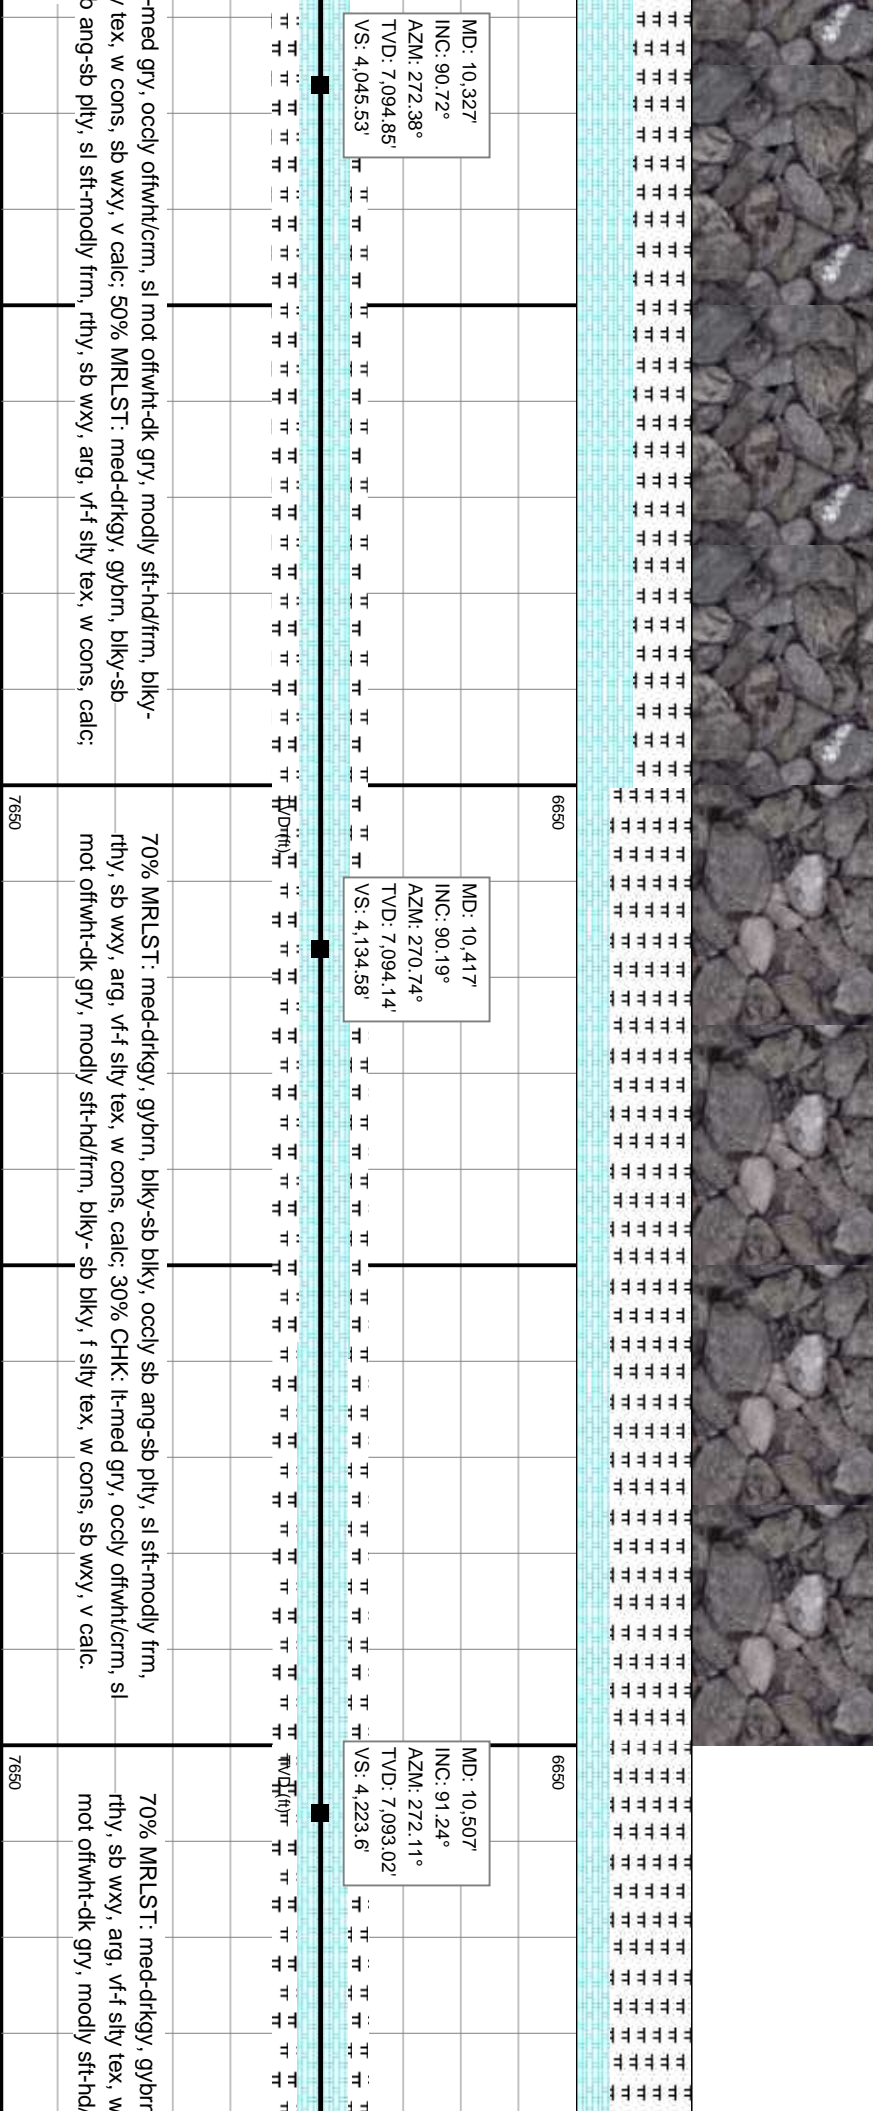 MD: 10,327'
INC: 90.72°
AZM: 272.38°
TVD: 7,094.85'
VS: 4,045.53'
-med gry, occly offwht/crm, sl mot offwht-dk gry, modly sft-hd/frm, blky-
tex, w cons, sb wxy, v calc; 50% MRLST: med-drkgy, gybrn, blky-sb
ang-sb plty, sl sft-modly frm, rthy, sb wxy, arg, vf-f slty tex, w cons, calc;
6650
TVD (ft)
7650
MD: 10,417'
INC: 90.19°
AZM: 270.74°
TVD: 7,094.14'
VS: 4,134.58'
70% MRLST: med-drkgy, gybrn, blky-sb blky, occly sb ang-sb plty, sl sft-modly frm,
rthy, sb wxy, arg, vf-f slty tex, w cons, calc; 30% CHK: lt-med gry, occly offwht/crm, sl
mot offwht-dk gry, modly sft-hd/frm, blky- sb blky, f slty tex, w cons, sb wxy, v calc.
6650
TVD (ft)
7650
MD: 10,507'
INC: 91.24°
AZM: 272.11°
TVD: 7,093.02'
VS: 4,223.6'
70% MRLST: med-drkgy, gybrn
rthy, sb wxy, arg, vf-f slty tex, w
mot offwht-dk gry, modly sft-hd/